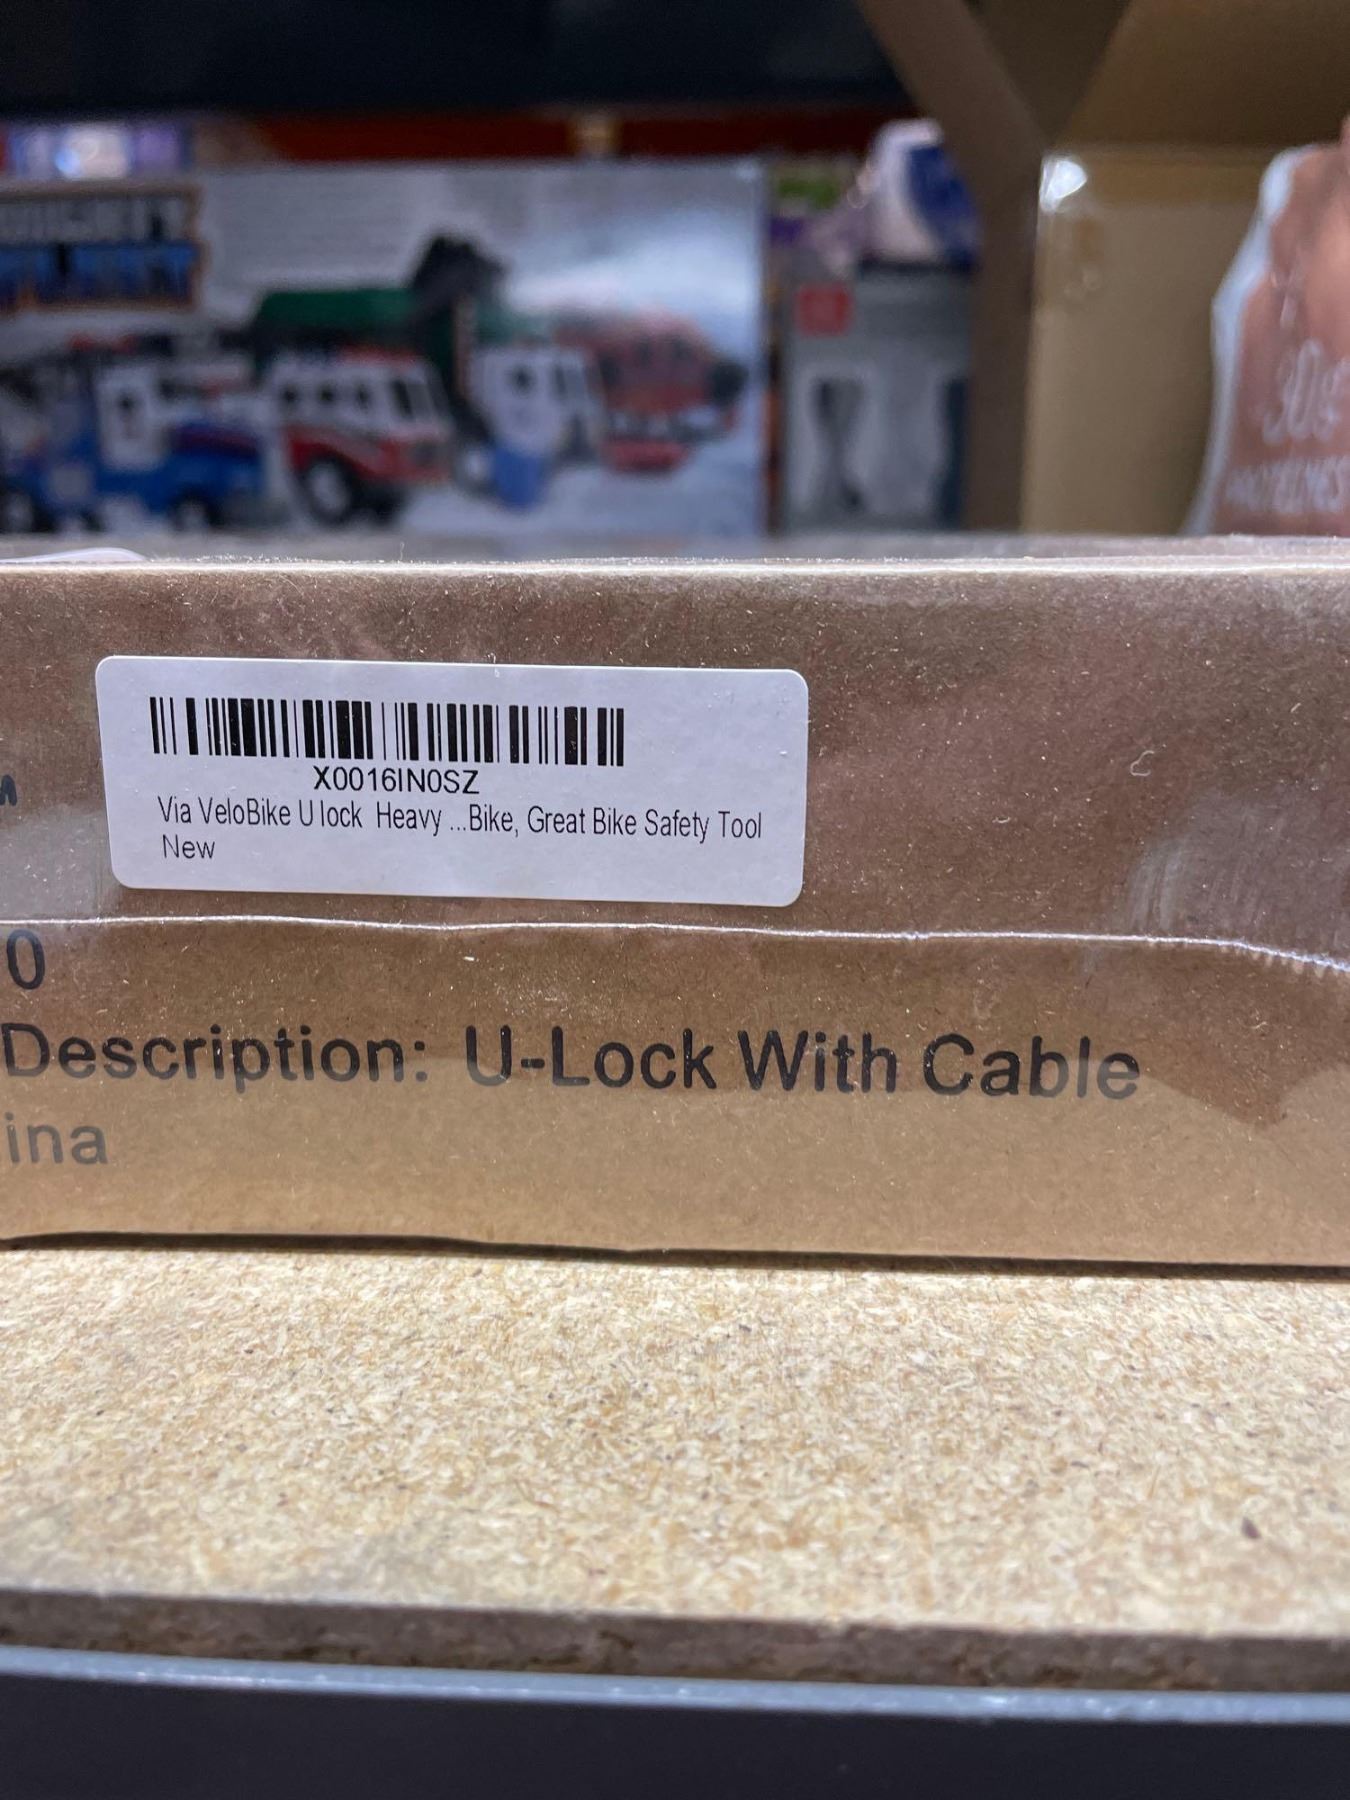 X0016IN0SZ
Via VeloBike U lock Heavy ...Bike, Great Bike Safety Tool
New
0
Description: U-Lock With Cable
ina